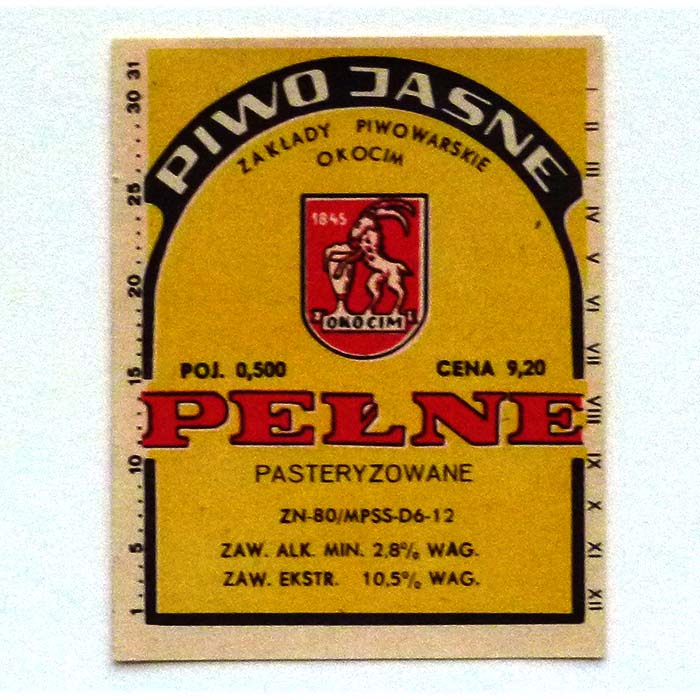 PIWO JASNE
ZAKŁADY PIWOWARSKIE
OKOCIM
1845
OKOCIM
POJ. 0,500
CENA 9,20
PEŁNE
PASTERYZOWANE
ZN-80/MPSS-D6-12
ZAW. ALK. MIN. 2,8% WAG.
ZAW. EKSTR. 10,5% WAG.
31
30
25
20
15
10
5
1
I
II
III
IV
V
VI
VII
VIII
IX
X
XI
XII